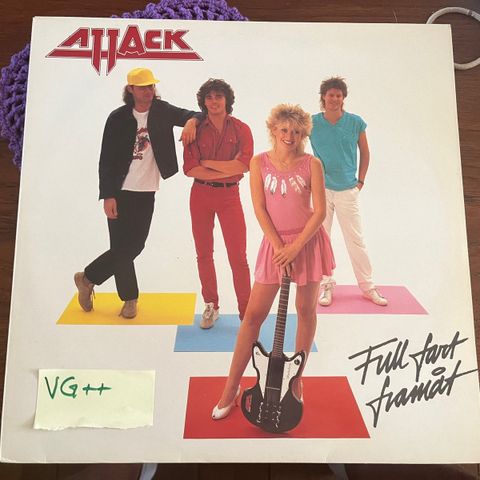 ATTACK
Full fart
framåt
VG++